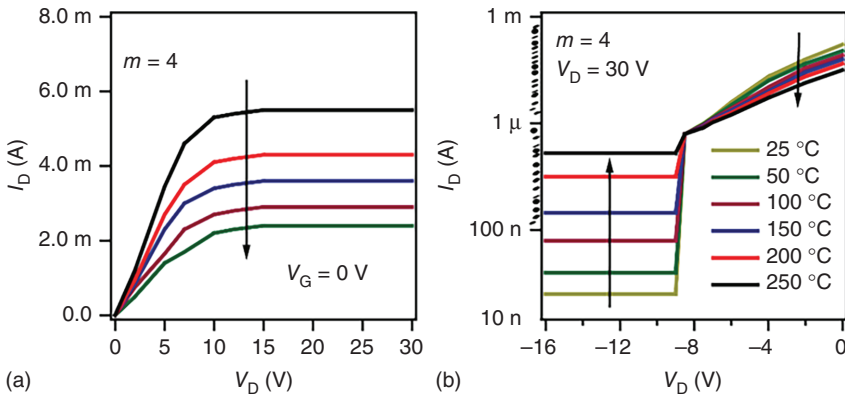 8.0 m
6.0 m
4.0 m
2.0 m
0.0
I_D (A)
m = 4
V_G = 0 V
0 5 10 15 20 25 30
V_D (V)
(a)
1 m
1 μ
100 n
10 n
I_D (A)
m = 4
V_D = 30 V
25 °C
50 °C
100 °C
150 °C
200 °C
250 °C
–16 –12 –8 –4 0
V_D (V)
(b)